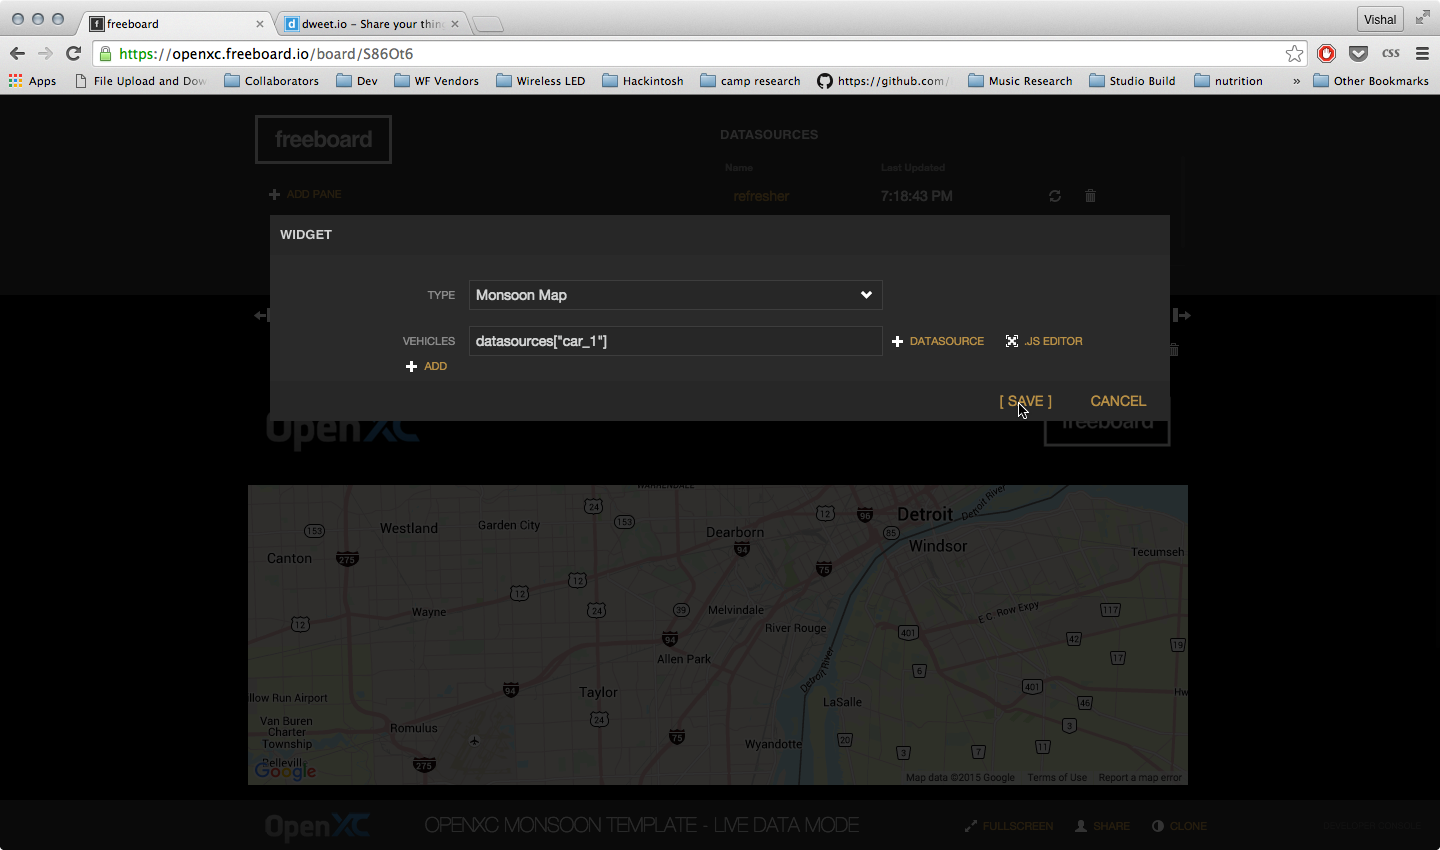 freeboard
dweet.io – Share your thin
Vishal
https://openxc.freeboard.io/board/S86Ot6
Apps
File Upload and Dow
Collaborators
Dev
WF Vendors
Wireless LED
Hackintosh
camp research
https://github.com/
Music Research
Studio Build
nutrition
»
Other Bookmarks
freeboard
DATASOURCES
Name
Last Updated
ADD PANE
refresher
7:18:43 PM
WIDGET
TYPE
Monsoon Map
VEHICLES
datasources["car_1"]
DATASOURCE
.JS EDITOR
ADD
[ SAVE ]
CANCEL
OpenXC
freeboard
WARRENDALE
24
153
12
96
Detroit
Detroit River
153
Westland
Garden City
Dearborn
85
Windsor
94
Canton
275
75
Tecumseh
12
12
Wayne
24
39
Melvindale
E.C. Row Expy
117
12
River Rouge
401
42
94
19
Allen Park
17
6
Detroit River
94
Taylor
401
Hw
llow Run Airport
LaSalle
46
Van Buren
Charter
Township
24
3
Romulus
75
Wyandotte
20
3
7
11
Belleville
275
Google
Map data ©2015 Google
Terms of Use
Report a map error
OpenXC
OPENXC MONSOON TEMPLATE - LIVE DATA MODE
FULLSCREEN
SHARE
CLONE